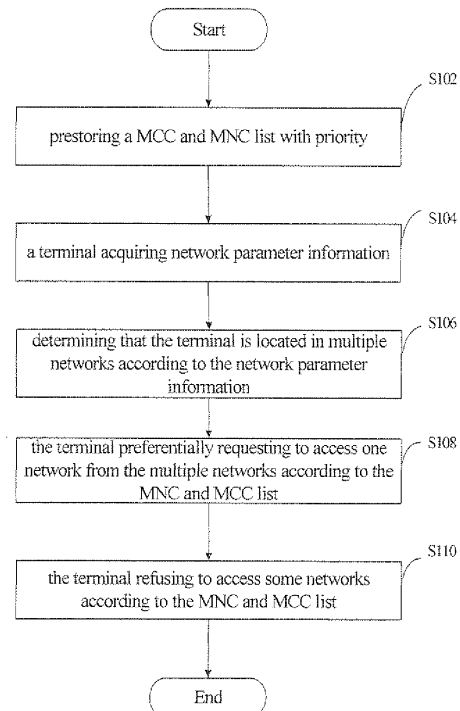 Start
S102
prestoring a MCC and MNC list with priority
S104
a terminal acquiring network parameter information
S106
determining that the terminal is located in multiple
networks according to the network parameter
information
S108
the terminal preferentially requesting to access one
network from the multiple networks according to the
MNC and MCC list
S110
the terminal refusing to access some networks
according to the MNC and MCC list
End